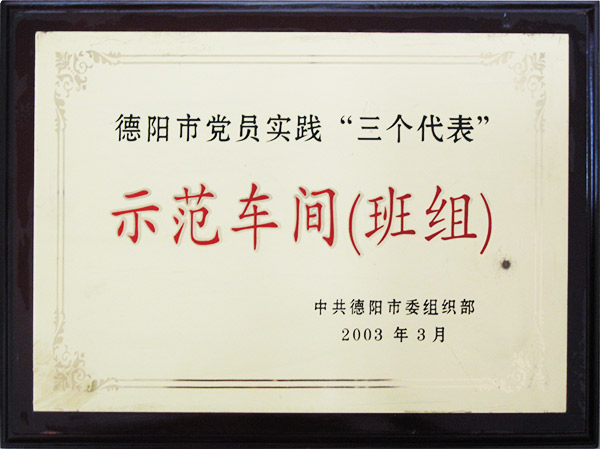 德阳市党员实践“三个代表”
示范车间(班组)
中共德阳市委组织部
2003 年 3 月